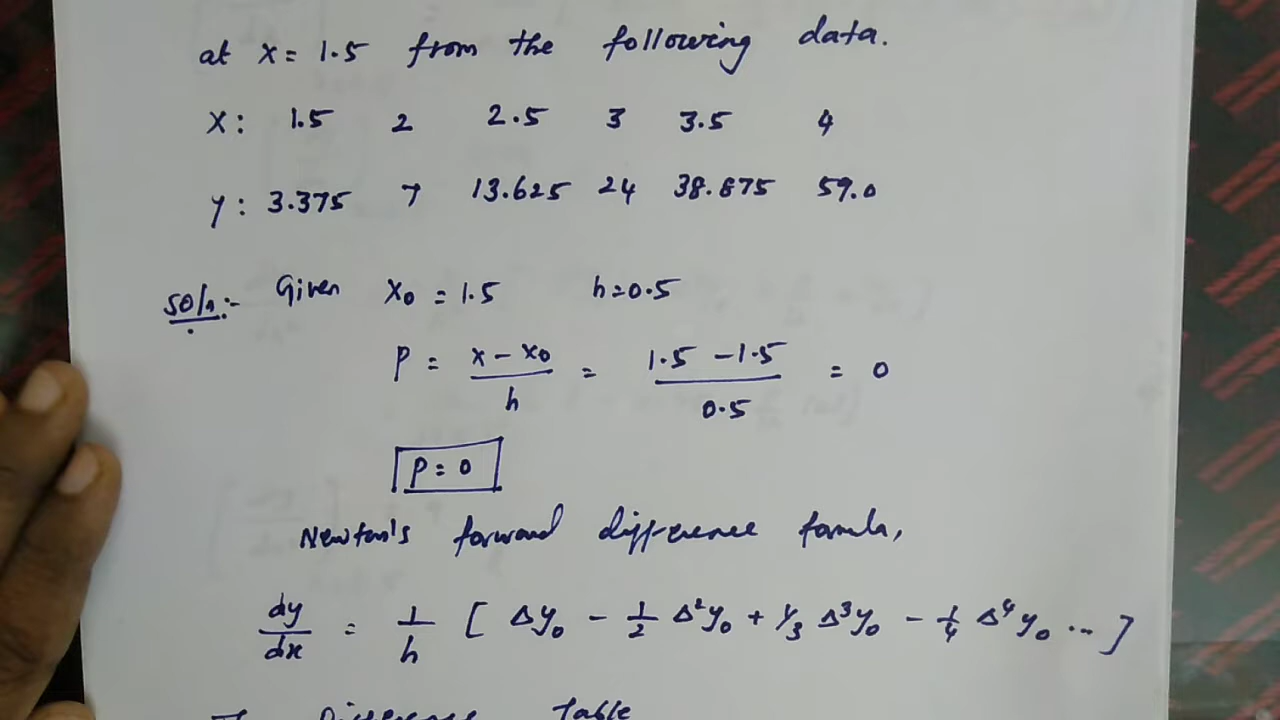 at x = 1.5 from the following data.
x: 1.5 2 2.5 3 3.5 4
y: 3.375 7 13.625 24 38.875 59.0
Soln:- Given x₀ = 1.5 h=0.5
P = x - x₀ / h = 1.5 - 1.5 / 0.5 = 0
P = 0
Newton's forward difference formula,
dy/dx = 1/h [ Δy₀ - 1/2 Δ²y₀ + 1/3 Δ³y₀ - 1/4 Δ⁴y₀ ... ]
Difference Table